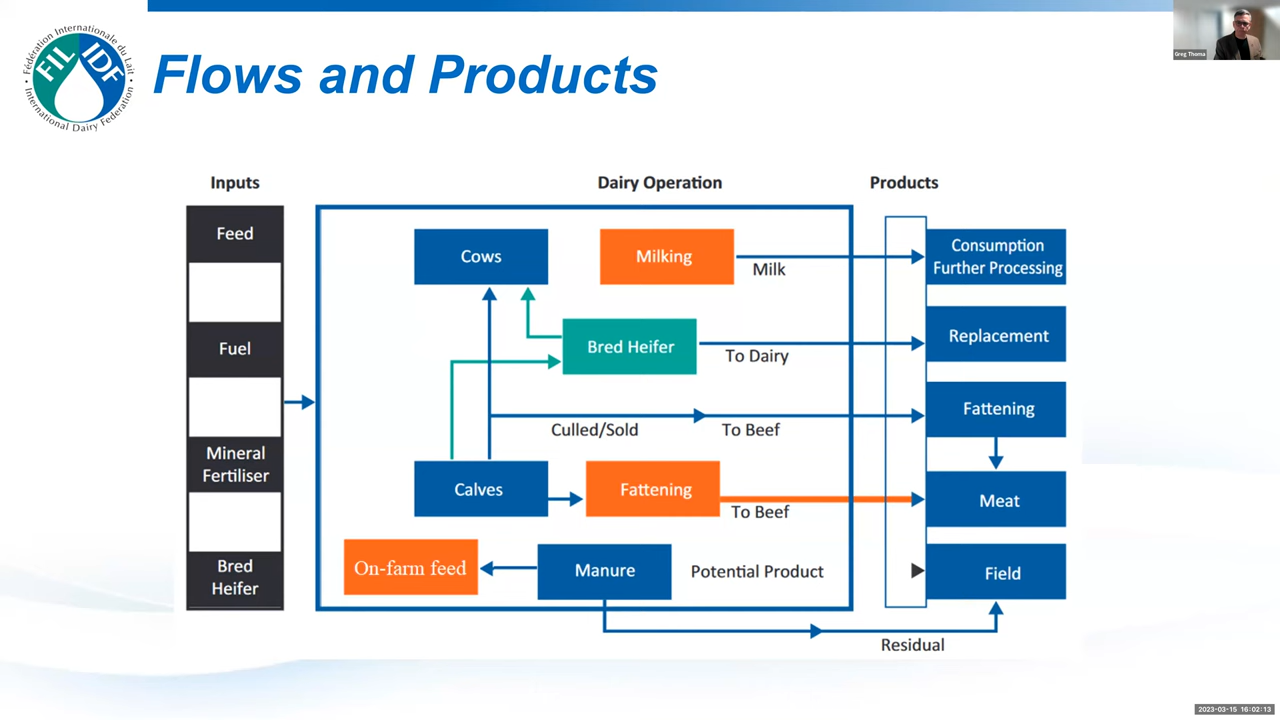 Fédération Internationale du Lait
FIL IDF
International Dairy Federation
Flows and Products
Greg Thoma
Inputs
Dairy Operation
Products
Feed
Fuel
Mineral
Fertiliser
Bred
Heifer
Cows
Milking
Milk
Consumption
Further Processing
Bred Heifer
To Dairy
Replacement
Culled/Sold
To Beef
Fattening
Calves
Fattening
To Beef
Meat
On-farm feed
Manure
Potential Product
Field
Residual
2023-03-15 16:02:13